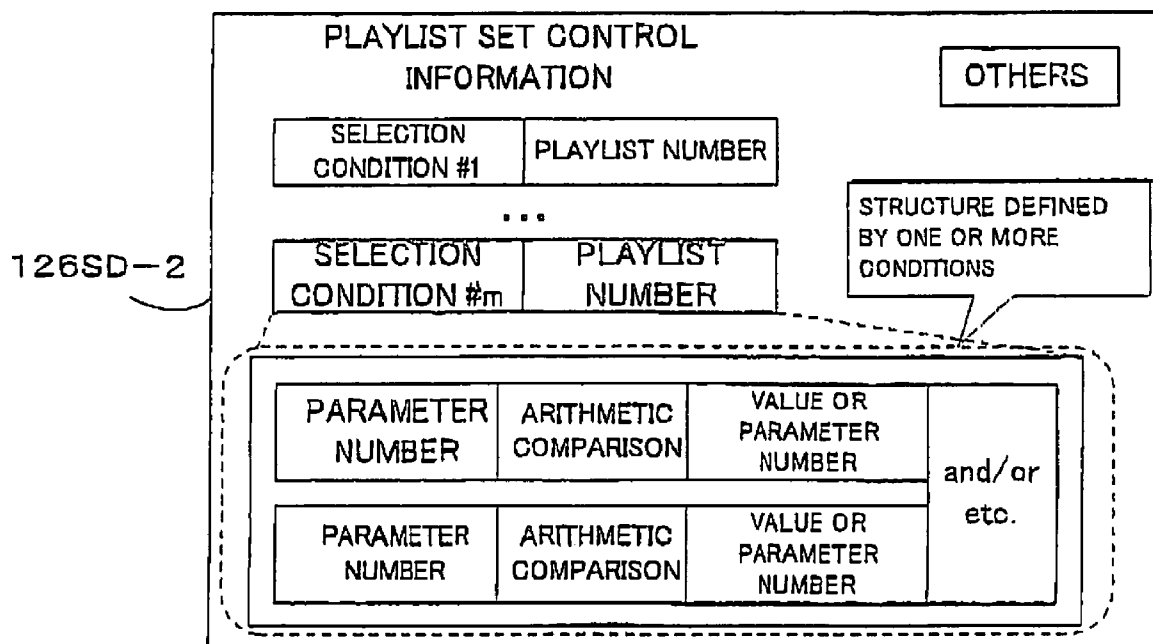 PLAYLIST SET CONTROL
INFORMATION
OTHERS
SELECTION
CONDITION #1
PLAYLIST NUMBER
...
STRUCTURE DEFINED
BY ONE OR MORE
CONDITIONS
126SD-2
SELECTION
CONDITION #m
PLAYLIST
NUMBER
PARAMETER
NUMBER
ARITHMETIC
COMPARISON
VALUE OR
PARAMETER
NUMBER
and/or
etc.
PARAMETER
NUMBER
ARITHMETIC
COMPARISON
VALUE OR
PARAMETER
NUMBER